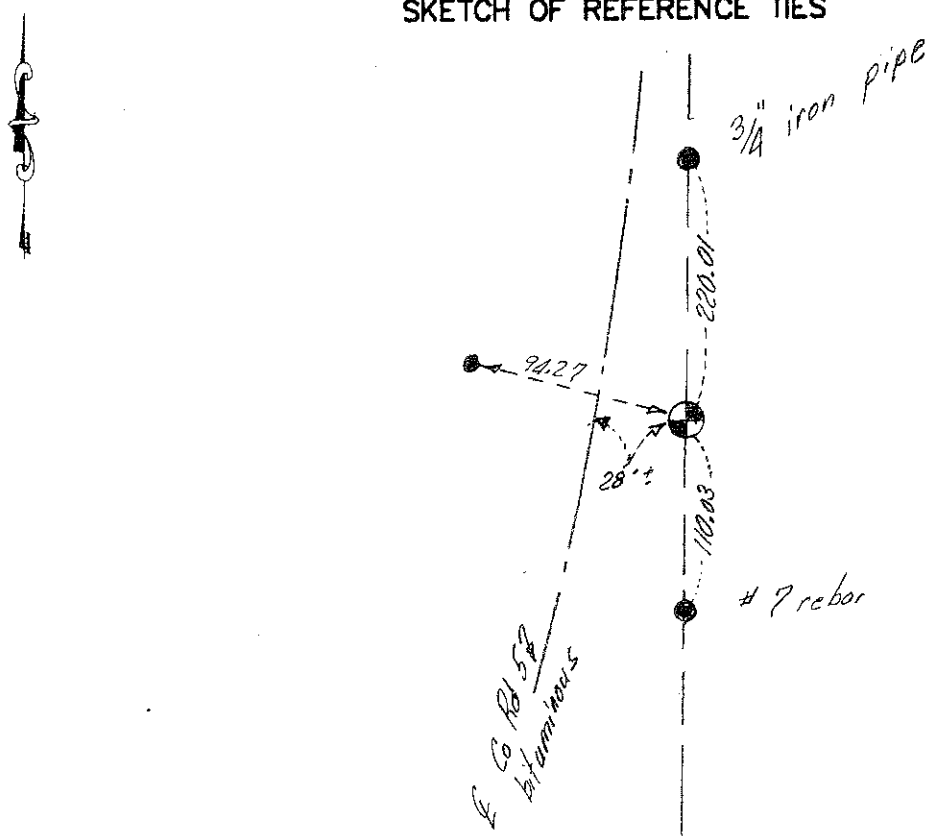 SKETCH OF REFERENCE TIES
3/4" iron pipe
220.01
94.27
28'±
110.03
# 7 rebar
℄ Co Rd
bituminous